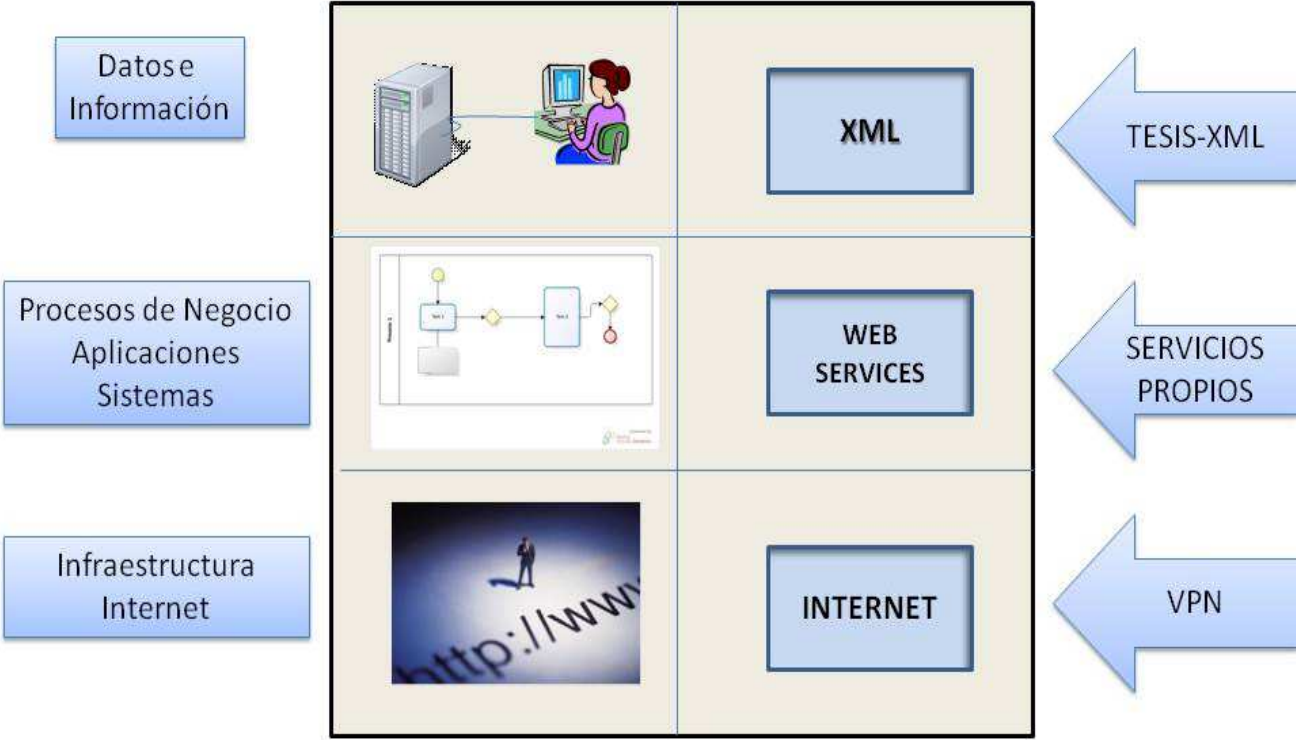 Datos e
Información
XML
TESIS-XML
Procesos de Negocio
Aplicaciones
Sistemas
WEB
SERVICES
SERVICIOS
PROPIOS
Infraestructura
Internet
http://www
INTERNET
VPN